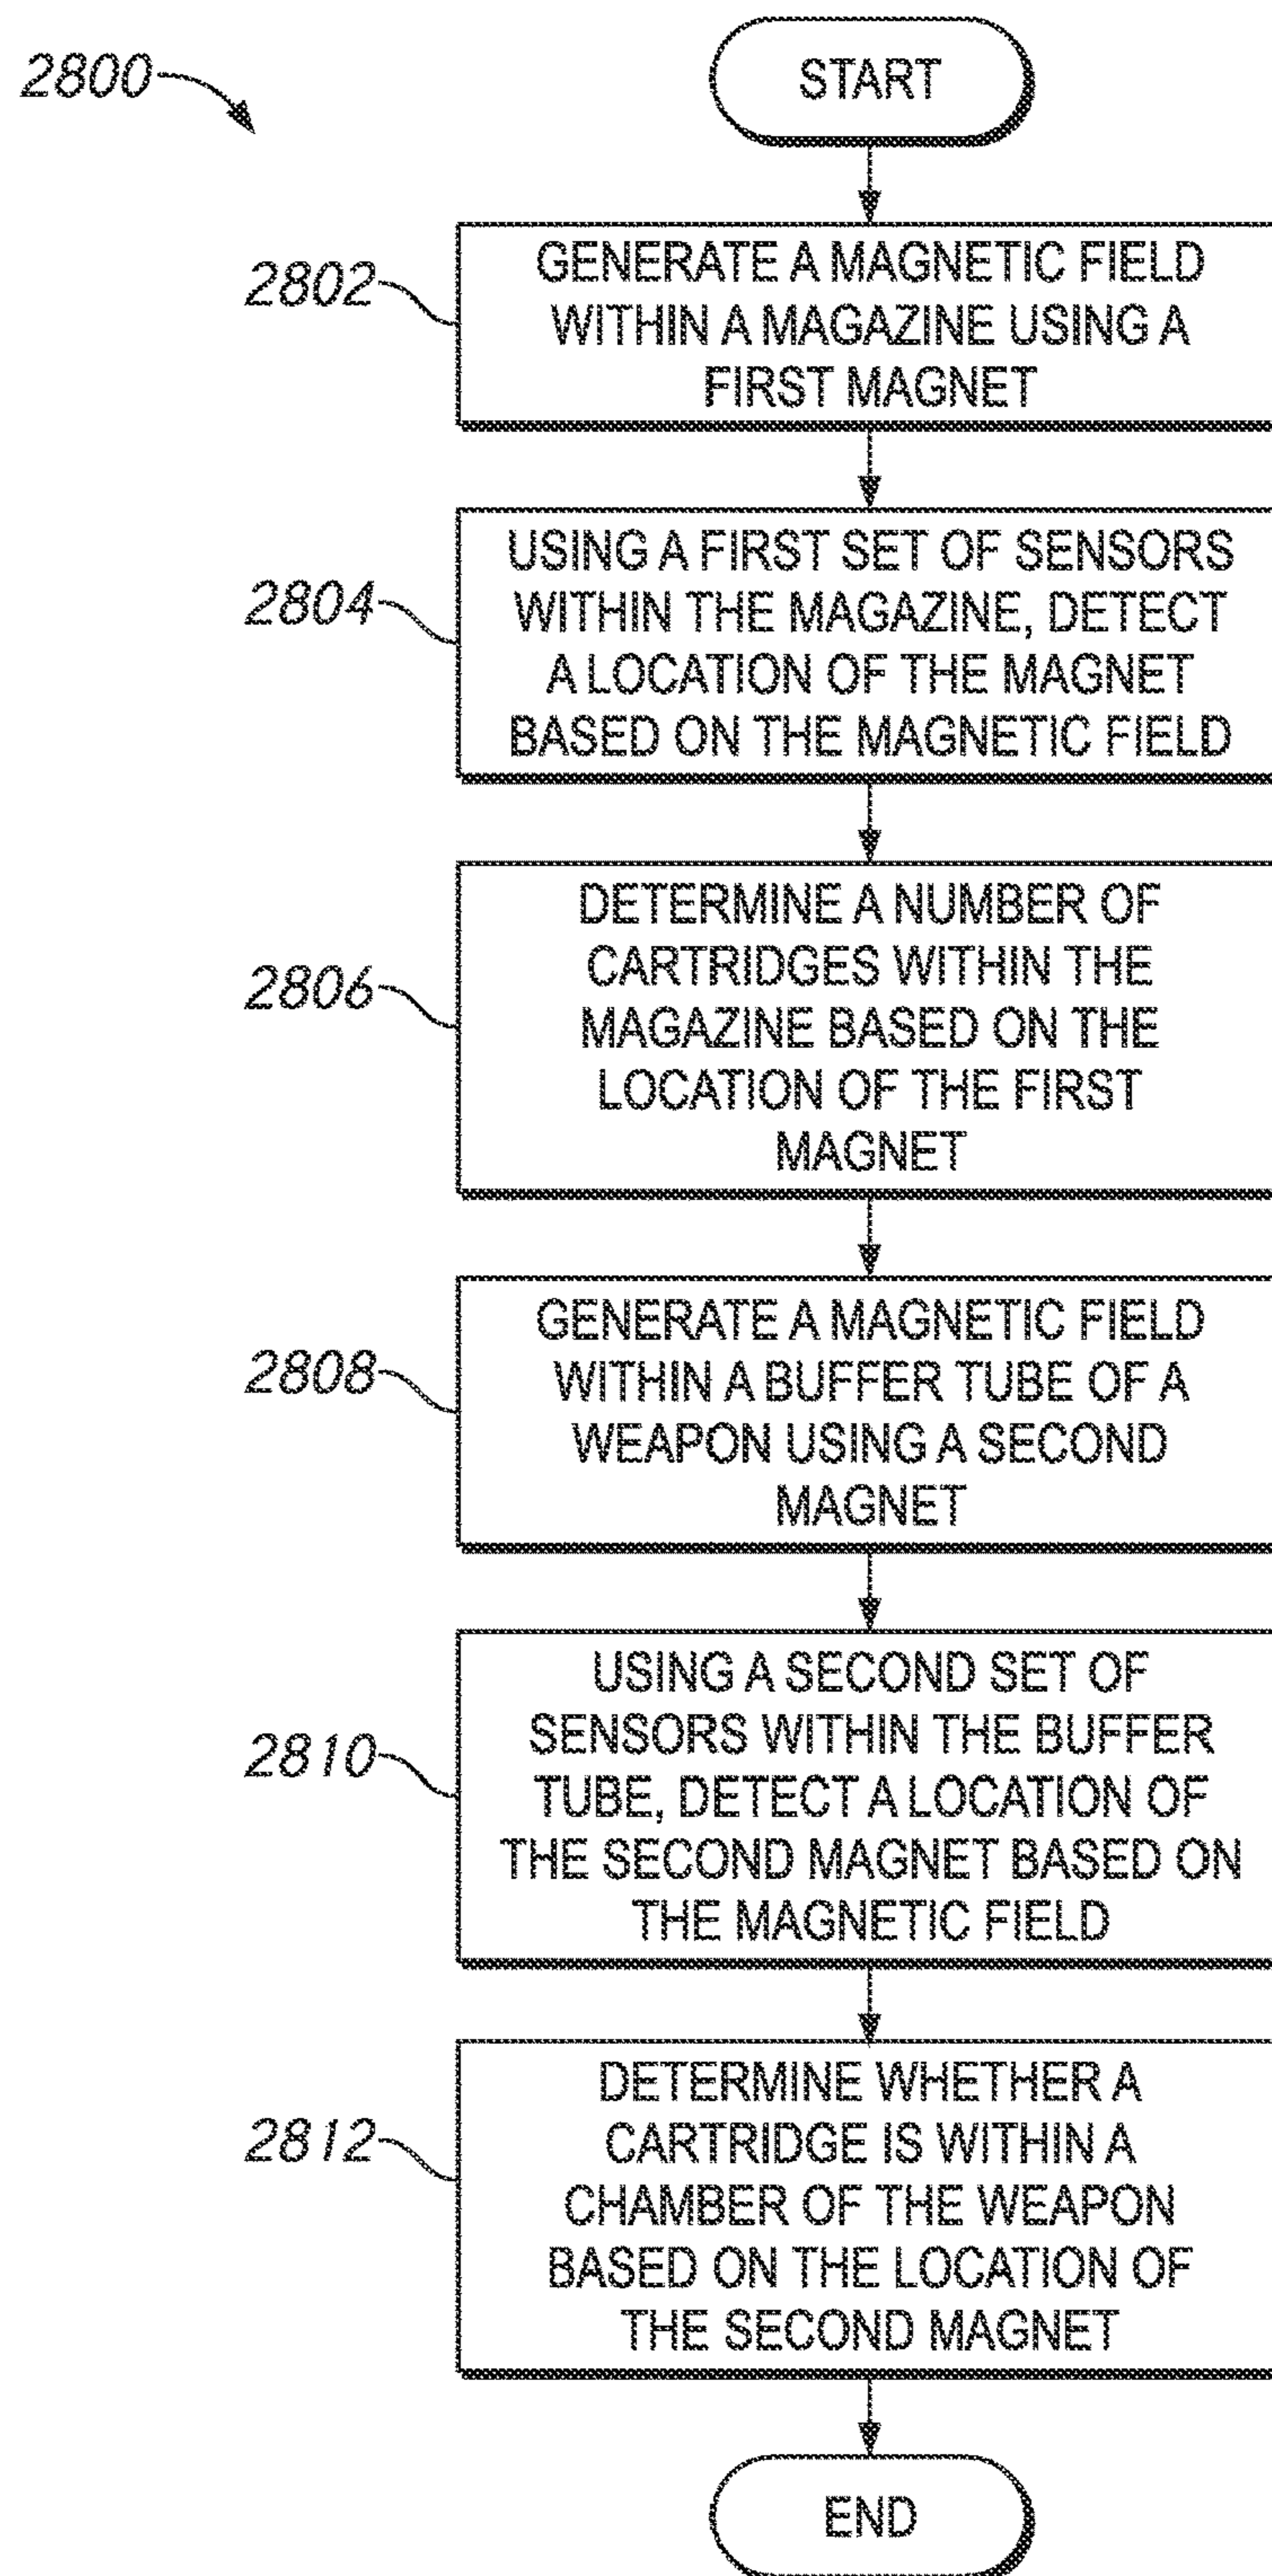 2800
START
2802
GENERATE A MAGNETIC FIELD
WITHIN A MAGAZINE USING A
FIRST MAGNET
2804
USING A FIRST SET OF SENSORS
WITHIN THE MAGAZINE, DETECT
A LOCATION OF THE MAGNET
BASED ON THE MAGNETIC FIELD
2806
DETERMINE A NUMBER OF
CARTRIDGES WITHIN THE
MAGAZINE BASED ON THE
LOCATION OF THE FIRST
MAGNET
2808
GENERATE A MAGNETIC FIELD
WITHIN A BUFFER TUBE OF A
WEAPON USING A SECOND
MAGNET
2810
USING A SECOND SET OF
SENSORS WITHIN THE BUFFER
TUBE, DETECT A LOCATION OF
THE SECOND MAGNET BASED ON
THE MAGNETIC FIELD
2812
DETERMINE WHETHER A
CARTRIDGE IS WITHIN A
CHAMBER OF THE WEAPON
BASED ON THE LOCATION OF
THE SECOND MAGNET
END